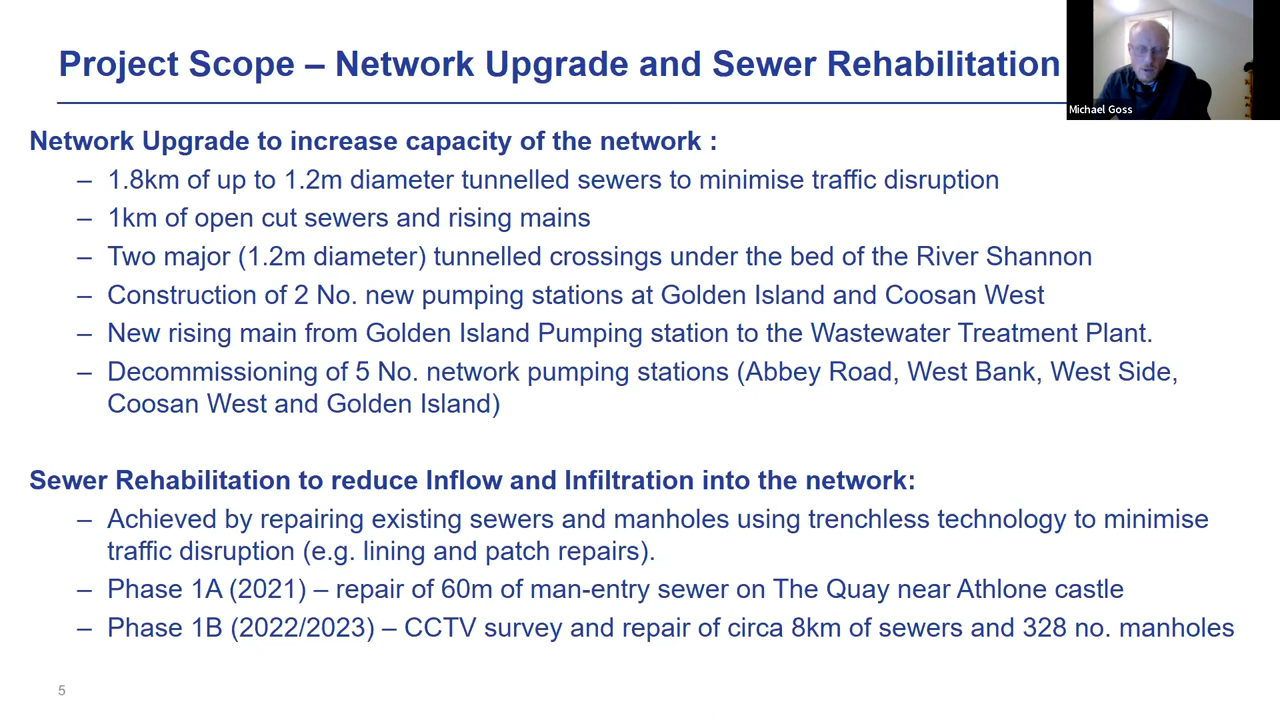 Project Scope – Network Upgrade and Sewer Rehabilitation
Michael Goss
Network Upgrade to increase capacity of the network :
– 1.8km of up to 1.2m diameter tunnelled sewers to minimise traffic disruption
– 1km of open cut sewers and rising mains
– Two major (1.2m diameter) tunnelled crossings under the bed of the River Shannon
– Construction of 2 No. new pumping stations at Golden Island and Coosan West
– New rising main from Golden Island Pumping station to the Wastewater Treatment Plant.
– Decommissioning of 5 No. network pumping stations (Abbey Road, West Bank, West Side,
Coosan West and Golden Island)
Sewer Rehabilitation to reduce Inflow and Infiltration into the network:
– Achieved by repairing existing sewers and manholes using trenchless technology to minimise
traffic disruption (e.g. lining and patch repairs).
– Phase 1A (2021) – repair of 60m of man-entry sewer on The Quay near Athlone castle
– Phase 1B (2022/2023) – CCTV survey and repair of circa 8km of sewers and 328 no. manholes
5